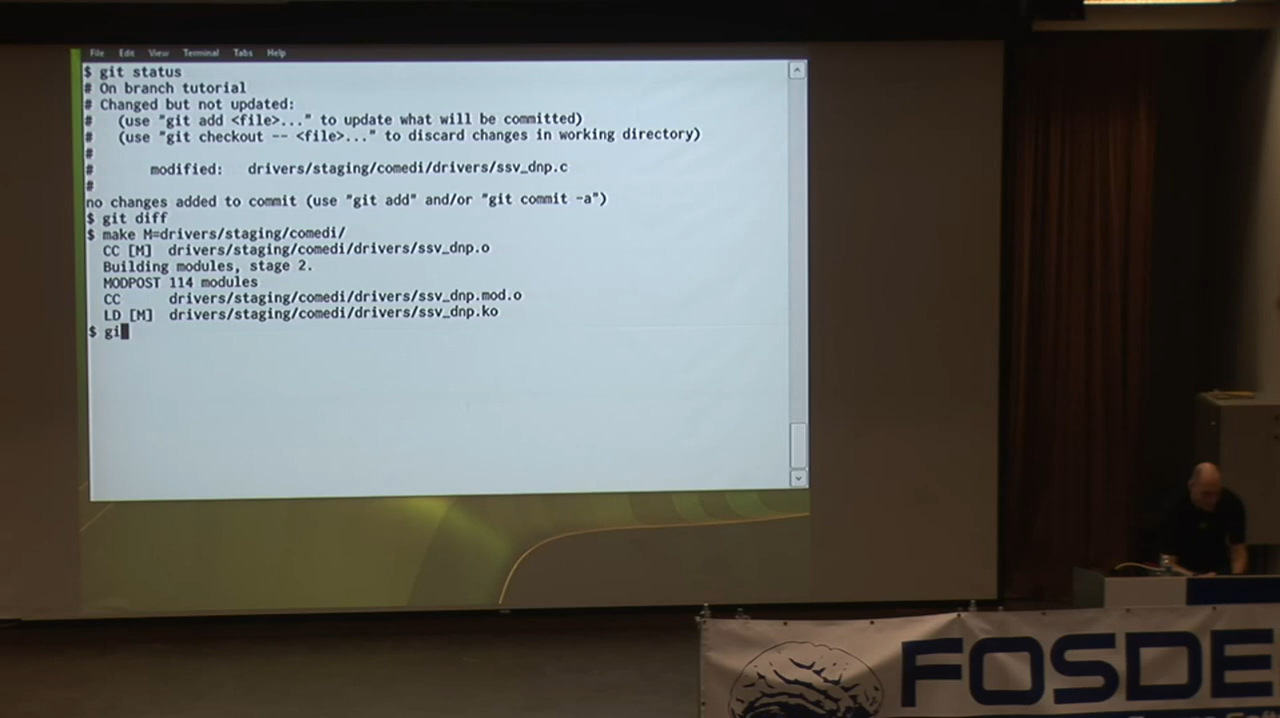 File Edit View Terminal Tabs Help
$ git status
# On branch tutorial
# Changed but not updated:
#   (use "git add <file>..." to update what will be committed)
#   (use "git checkout -- <file>..." to discard changes in working directory)
#
#       modified:   drivers/staging/comedi/drivers/ssv_dnp.c
#
no changes added to commit (use "git add" and/or "git commit -a")
$ git diff
$ make M=drivers/staging/comedi/
  CC [M]  drivers/staging/comedi/drivers/ssv_dnp.o
  Building modules, stage 2.
  MODPOST 114 modules
  CC      drivers/staging/comedi/drivers/ssv_dnp.mod.o
  LD [M]  drivers/staging/comedi/drivers/ssv_dnp.ko
$ gi
FOSDE